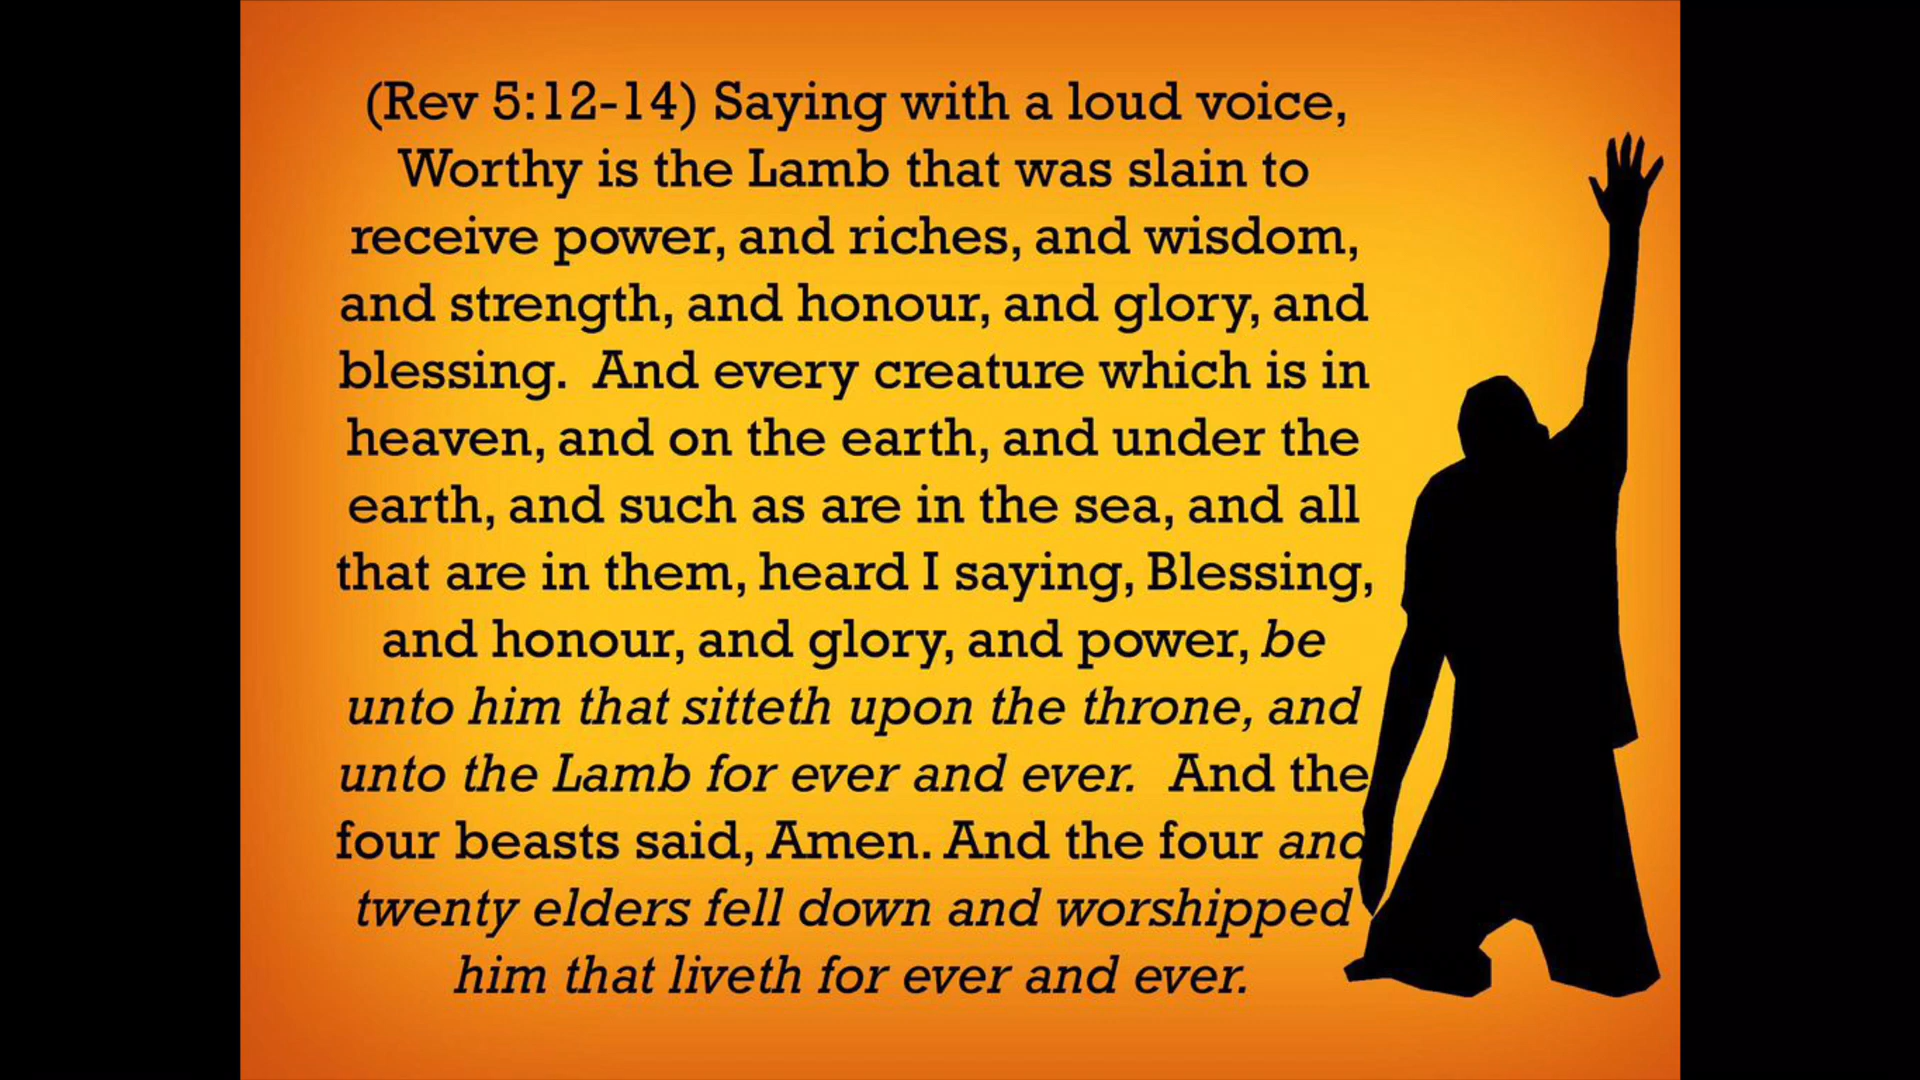 (Rev 5:12-14) Saying with a loud voice,
Worthy is the Lamb that was slain to
receive power, and riches, and wisdom,
and strength, and honour, and glory, and
blessing.  And every creature which is in
heaven, and on the earth, and under the
earth, and such as are in the sea, and all
that are in them, heard I saying, Blessing,
and honour, and glory, and power, be
unto him that sitteth upon the throne, and
unto the Lamb for ever and ever.  And the
four beasts said, Amen. And the four and
twenty elders fell down and worshipped
him that liveth for ever and ever.